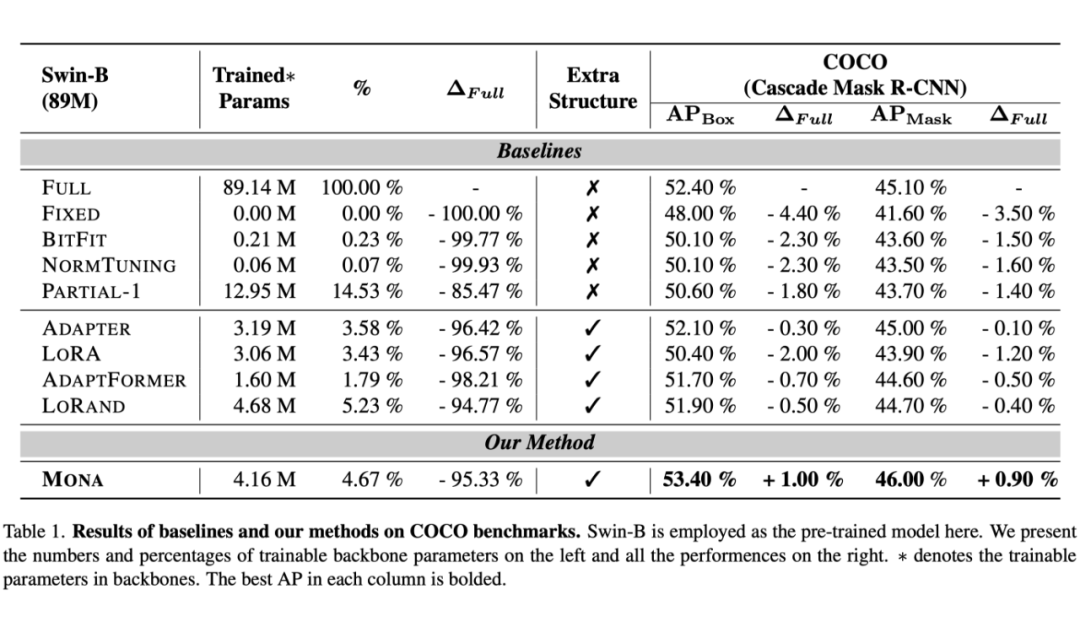 Swin-B (89M) Trained∗ Params % Δ_Full Extra Structure COCO (Cascade Mask R-CNN)
AP_Box Δ_Full AP_Mask Δ_Full
Baselines
FULL 89.14 M 100.00 % - ✗ 52.40 % - 45.10 % -
FIXED 0.00 M 0.00 % - 100.00 % ✗ 48.00 % - 4.40 % 41.60 % - 3.50 %
BITFIT 0.21 M 0.23 % - 99.77 % ✗ 50.10 % - 2.30 % 43.60 % - 1.50 %
NORMTUNING 0.06 M 0.07 % - 99.93 % ✗ 50.10 % - 2.30 % 43.50 % - 1.60 %
PARTIAL-1 12.95 M 14.53 % - 85.47 % ✗ 50.60 % - 1.80 % 43.70 % - 1.40 %
ADAPTER 3.19 M 3.58 % - 96.42 % ✓ 52.10 % - 0.30 % 45.00 % - 0.10 %
LORA 3.06 M 3.43 % - 96.57 % ✓ 50.40 % - 2.00 % 43.90 % - 1.20 %
ADAPTFORMER 1.60 M 1.79 % - 98.21 % ✓ 51.70 % - 0.70 % 44.60 % - 0.50 %
LORAND 4.68 M 5.23 % - 94.77 % ✓ 51.90 % - 0.50 % 44.70 % - 0.40 %
Our Method
MONA 4.16 M 4.67 % - 95.33 % ✓ 53.40 % + 1.00 % 46.00 % + 0.90 %
Table 1. Results of baselines and our methods on COCO benchmarks. Swin-B is employed as the pre-trained model here. We present
the numbers and percentages of trainable backbone parameters on the left and all the performences on the right. ∗ denotes the trainable
parameters in backbones. The best AP in each column is bolded.